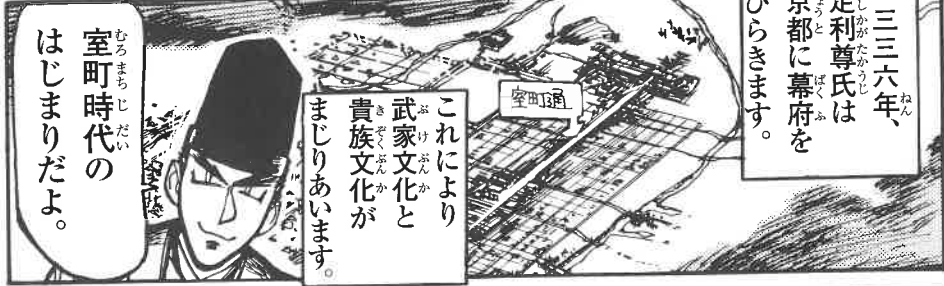 三三六年、
足利尊氏は
京都に幕府を
ひらきます。
室町通
これにより
武家文化と
貴族文化が
まじりあいます。
室町時代の
はじまりだよ。